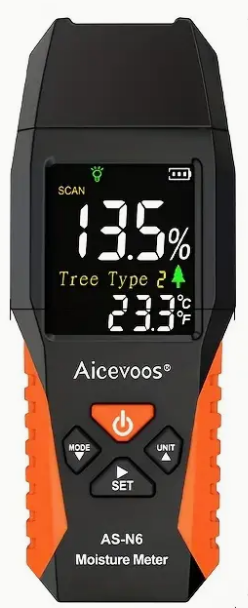 SCAN
13.5%
Tree Type 2
23.3 °C
°F
Aicevoos®
MODE
UNIT
SET
AS-N6
Moisture Meter